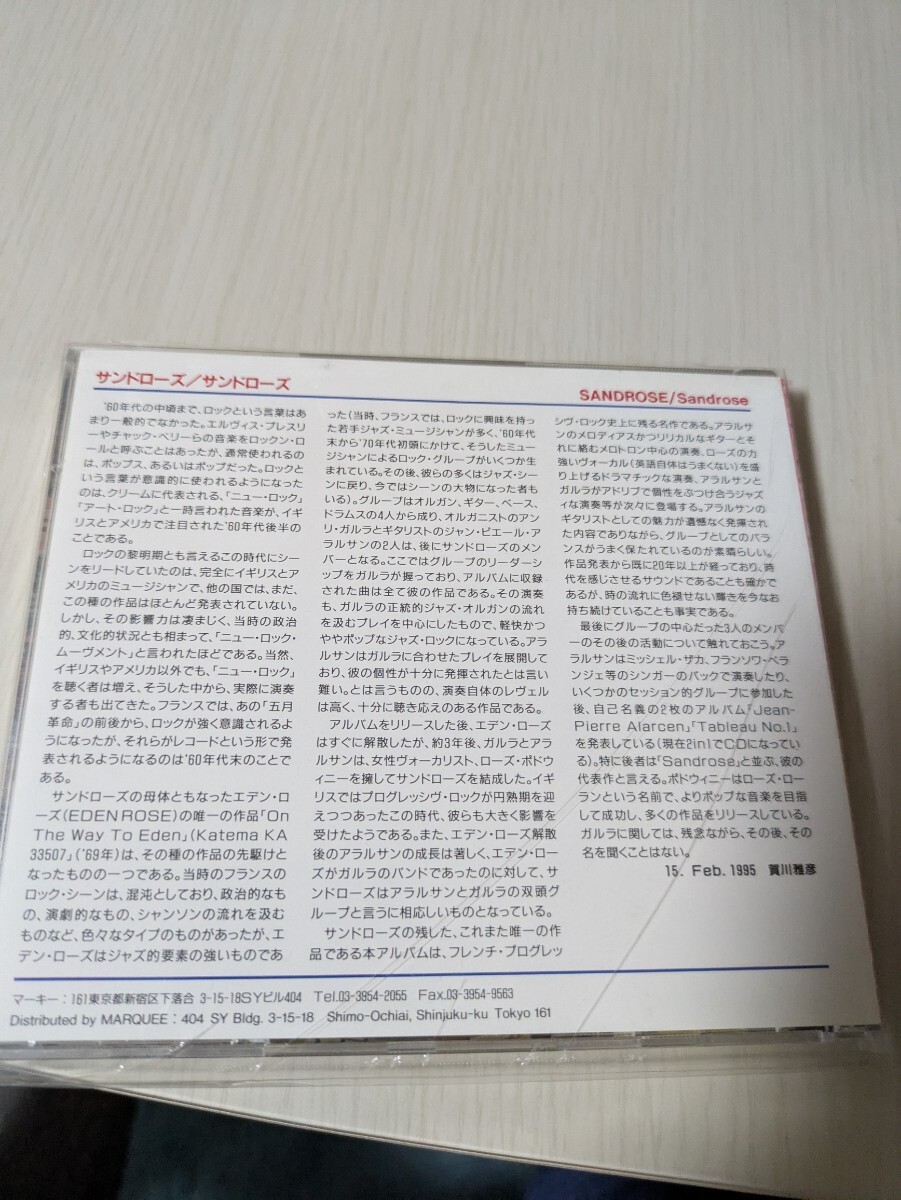 サンドローズ/サンドローズ
SANDROSE/Sandrose
'60年代の中頃まで、ロックという言葉はあ
まり一般的でなかった。エルヴィス・プレスリ
ーやチャック・ベリーらの音楽をロックン・ロ
ールと呼ぶことはあったが、通常使われるの
は、ポップス、あるいはポップだった。ロックと
いう言葉が意識的に使われるようになった
のは、クリームに代表される、「ニュー・ロック」
「アート・ロック」と一時言われた音楽が、イギ
リスとアメリカで注目された'60年代後半の
ことである。
ロックの黎明期とも言えるこの時代にシー
ンをリードしていたのは、完全にイギリスとア
メリカのミュージシャンで、他の国では、まだ、
この種の作品はほとんど発表されていない。
しかし、その影響力は凄まじく、当時の政治
的、文化的状況とも相まって、「ニュー・ロック・
ムーヴメント」と言われたほどである。当然、
イギリスやアメリカ以外でも、「ニュー・ロック」
を聴く者は増え、そうした中から、実際に演奏
する者も出てきた。フランスでは、あの「五月
革命」の前後から、ロックが強く意識されるよ
うになったが、それらがレコードという形で発
表されるようになるのは'60年代末のことで
ある。
サンドローズの母体ともなったエデン・ロ
ーズ(EDEN ROSE)の唯一の作品「On
The Way To Eden」(Katema KA
33507」('69年)は、その種の作品の先駆けと
なったものの一つである。当時のフランスの
ロック・シーンは、混沌としており、政治的なも
の、演劇的なもの、シャンソンの流れを汲む
ものなど、色々なタイプのものがあったが、エ
デン・ローズはジャズ的要素の強いものであ
った(当時、フランスでは、ロックに興味を持っ
た若手ジャズ・ミュージシャンが多く、'60年代
末から'70年代初頭にかけて、そうしたミュー
ジシャンによるロック・グループがいくつか生
まれている。その後、彼らの多くはジャズ・シー
ンに戻り、今ではシーンの大物になった者も
いる)。グループはオルガン、ギター、ベース、
ドラムスの4人から成り、オルガニストのアン
リ・ガルラとギタリストのジャン・ピエール・ア
ラルサンの2人は、後にサンドローズのメン
バーとなる。ここではグループのリーダーシ
ップをガルラが握っており、アルバムに収録
された曲は全て彼の作品である。その演奏
も、ガルラの正統的ジャズ・オルガンの流れ
を汲むプレイを中心にしたもので、軽快かつ
ややポップなジャズ・ロックになっている。アラ
ルサンはガルラに合わせたプレイを展開して
おり、彼の個性が十分に発揮されたとは言い
難い。とは言うものの、演奏自体のレヴェル
は高く、十分に聴き応えのある作品である。
アルバムをリリースした後、エデン・ローズ
はすぐに解散したが、約3年後、ガルラとアラ
ルサンは、女性ヴォーカリスト、ローズ・ポドウ
ィニーを擁してサンドローズを結成した。イギ
リスではプログレッシヴ・ロックが円熟期を迎
えつつあったこの時代、彼らも大きく影響を
受けたようである。また、エデン・ローズ解散
後のアラルサンの成長は著しく、エデン・ロー
ズがガルラのバンドであったのに対して、サ
ンドローズはアラルサンとガルラの双頭グ
ループと言うに相応しいものとなっている。
サンドローズの残した、これまた唯一の作
品である本アルバムは、フレンチ・プログレッ
シヴ・ロック史上に残る名作である。アラルサ
ンのメロディアスかつリリカルなギターとそ
れに絡むメロトロン中心の演奏、ローズの力
強いヴォーカル(英語自体はうまくない)を盛
り上げるドラマチックな演奏、アラルサンと
ガルラがアドリブで個性をぶつけ合うジャズ
ィな演奏等が次々に登場する。アラルサンの
ギタリストとしての魅力が遺憾なく発揮され
た内容でありながら、グループとしてのバラ
ンスがうまく保たれているのが素晴らしい。
作品発表から既に20年以上が経っており、時
代を感じさせるサウンドであることも確かで
あるが、時の流れに色褪せない輝きを今なお
持ち続けていることも事実である。
最後にグループの中心だった3人のメンバ
ーのその後の活動について触れておこう。ア
ラルサンはミッシェル・ザカ、フランソワ・ベラ
ンジェ等のシンガーのバックで演奏したり、
いくつかのセッション的グループに参加した
後、自己名義の2枚のアルバム「Jean-
Pierre Alarcen」「Tableau No.1」
を発表している(現在2in1でCDになってい
る)。特に後者は「Sandrose」と並ぶ、彼の
代表作と言える。ポドウィニーはローズ・ロー
ランという名前で、よりポップな音楽を目指
して成功し、多くの作品をリリースしている。
ガルラに関しては、残念ながら、その後、その
名を聞くことはない。
15. Feb. 1995 賀川雅彦
マーキー:161東京都新宿区下落合 3-15-18SYビル404 Tel.03-3954-2055 Fax.03-3954-9563
Distributed by MARQUEE:404 SY Bldg. 3-15-18 Shimo-Ochiai, Shinjuku-ku Tokyo 161